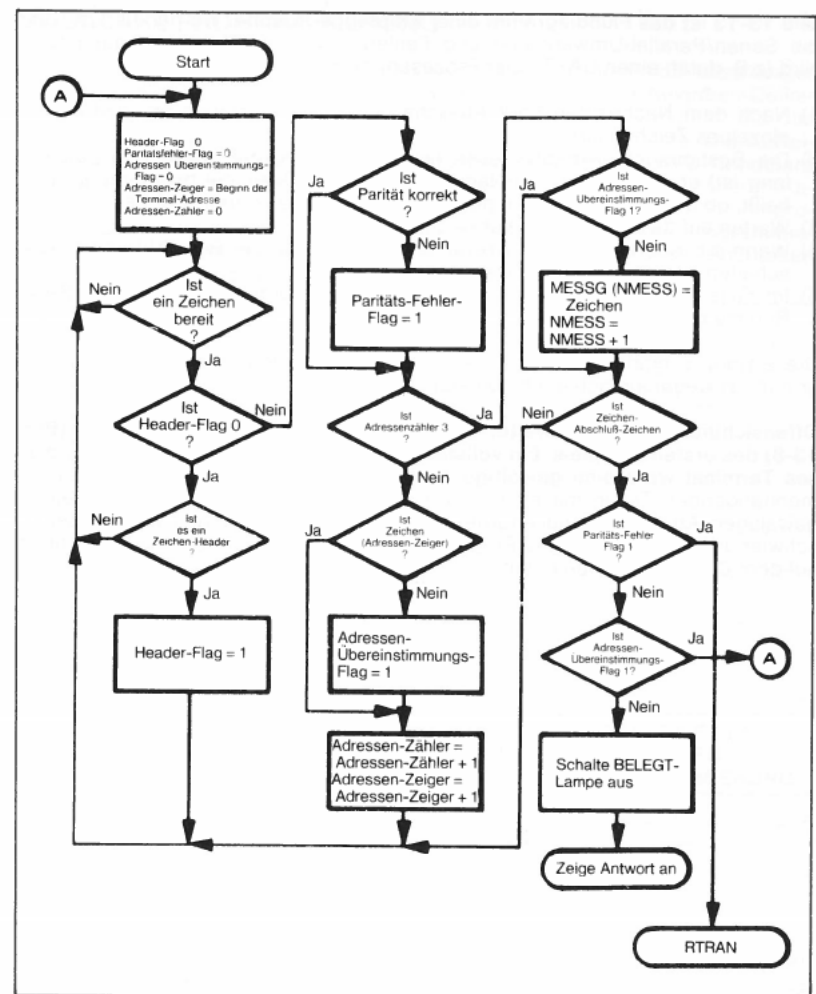 Start
A
Header-Flag 0
Paritätsfehler-Flag = 0
Adressen Übereinstimmungs-
Flag - 0
Adressen-Zeiger = Beginn der
Terminal-Adresse
Adressen-Zähler = 0
Nein
Ist
ein Zeichen
bereit
?
Ja
Ist
Header-Flag 0
?
Nein
Ja
Nein
Ist
es ein
Zeichen-Header
?
Ja
Header-Flag = 1
Ja
Ist
Parität korrekt
?
Nein
Paritäts-Fehler-
Flag = 1
Ist
Adressenzähler 3
?
Ja
Nein
Ja
Ist
Zeichen
(Adressen-Zeiger)
?
Nein
Adressen-
Übereinstimmungs-
Flag = 1
Adressen-Zähler =
Adressen-Zähler + 1
Adressen-Zeiger =
Adressen-Zeiger + 1
Ja
Ist
Adressen-
Übereinstimmungs-
Flag 1?
Nein
MESSG (NMESS) =
Zeichen
NMESS =
NMESS + 1
Nein
Ist
Zeichen-
Abschluß-Zeichen
?
Ja
Ist
Paritäts-Fehler
Flag 1
?
Ja
Nein
Ist
Adressen-
Übereinstimmungs-
Flag 1?
Ja
A
Nein
Schalte BELEGT-
Lampe aus
Zeige Antwort an
RTRAN